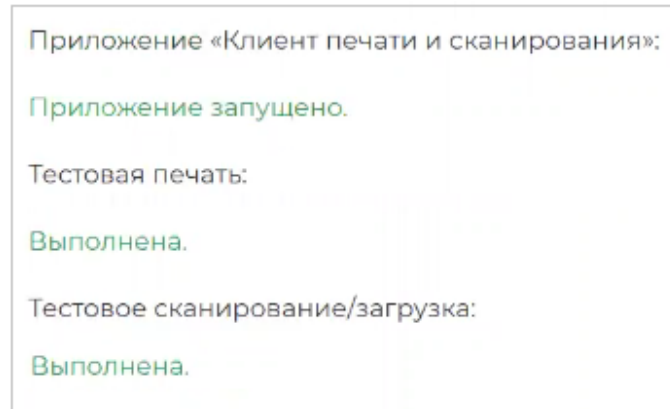 Приложение «Клиент печати и сканирования»:
Приложение запущено.
Тестовая печать:
Выполнена.
Тестовое сканирование/загрузка:
Выполнена.